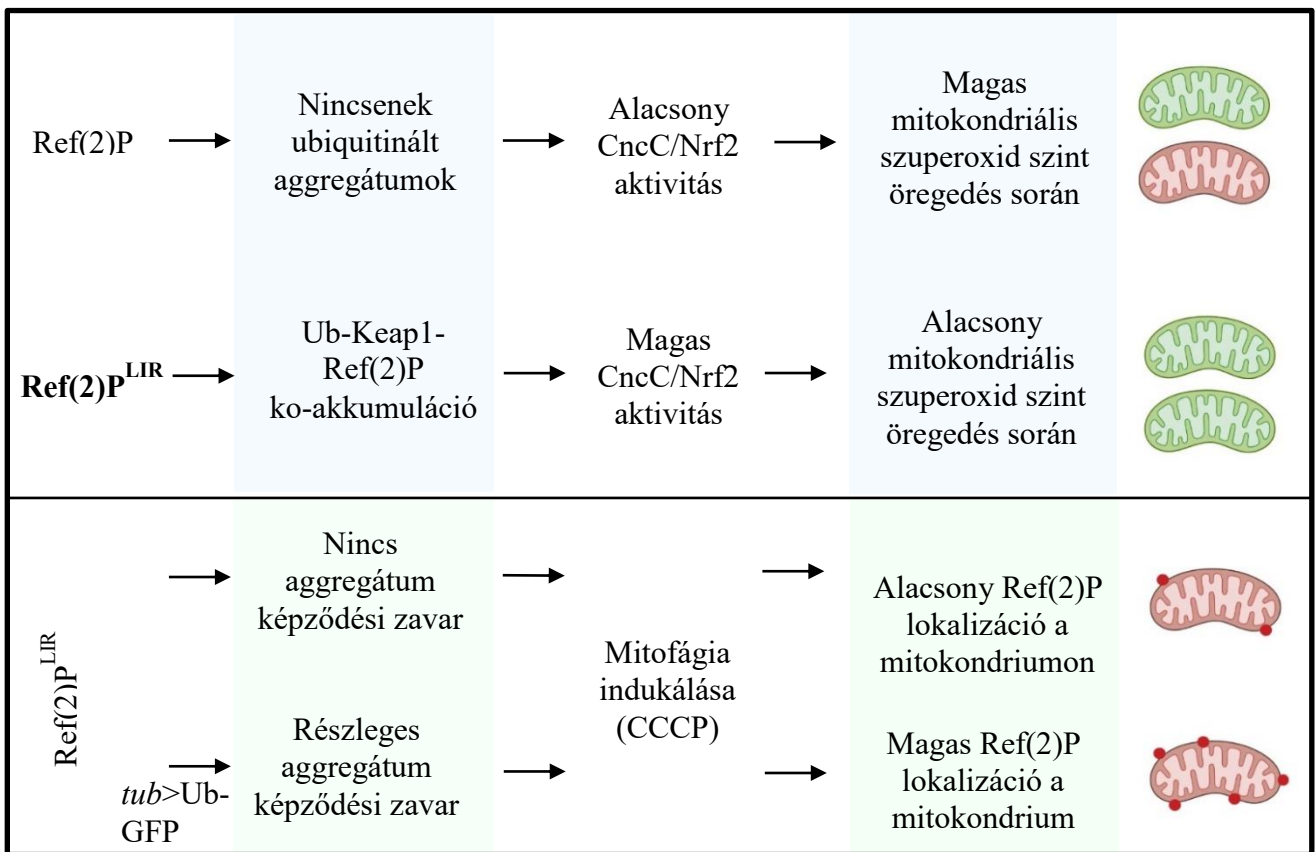 Ref(2)P
Nincsenek
ubiquitinált
aggregátumok
Alacsony
CncC/Nrf2
aktivitás
Magas
mitokondriális
szuperoxid szint
öregedés során
Ref(2)P^LIR
Ub-Keap1-
Ref(2)P
ko-akkumuláció
Magas
CncC/Nrf2
aktivitás
Alacsony
mitokondriális
szuperoxid szint
öregedés során
Ref(2)P^LIR
Nincs
aggregátum
képződési zavar
tub>Ub-
GFP
Részleges
aggregátum
képződési zavar
Mitofágia
indukálása
(CCCP)
Alacsony Ref(2)P
lokalizáció a
mitokondriumon
Magas Ref(2)P
lokalizáció a
mitokondrium